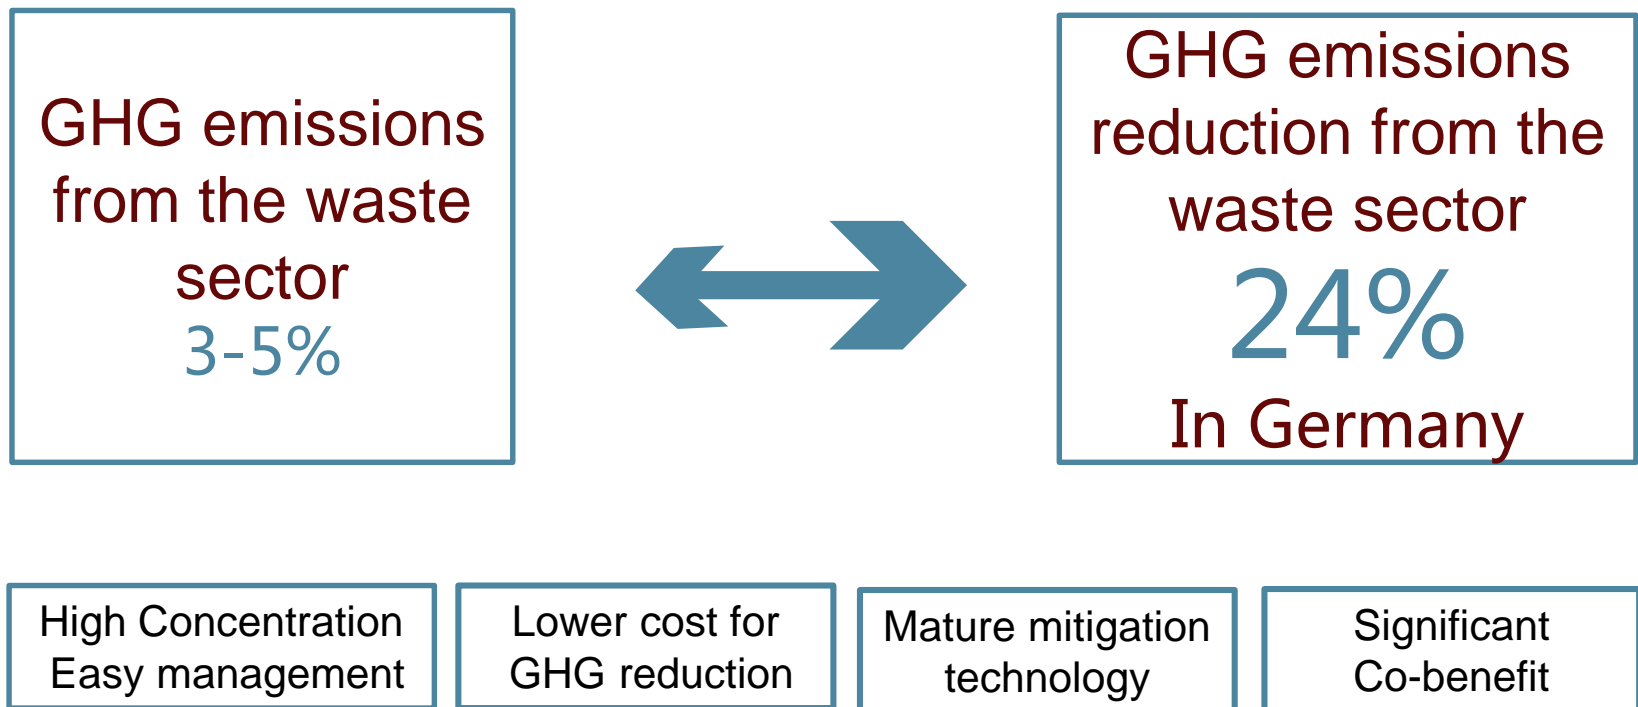 GHG emissions
from the waste
sector
3-5%
GHG emissions
reduction from the
waste sector
24%
In Germany
High Concentration
Easy management
Lower cost for
GHG reduction
Mature mitigation
technology
Significant
Co-benefit